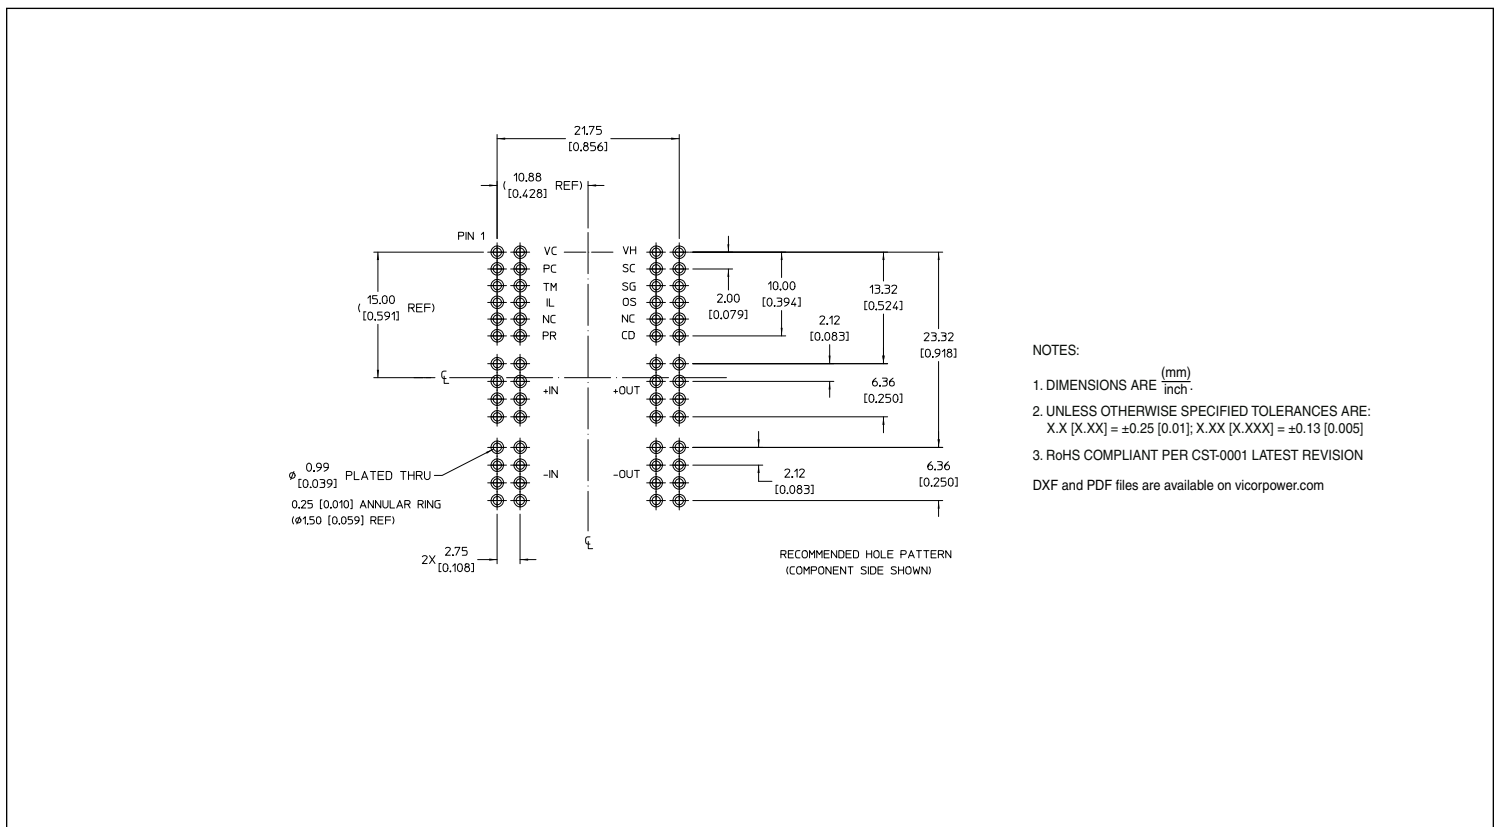 21.75
[0.856]
( 10.88 REF)
[0.428]
PIN 1
VC VH
PC SC
TM SG
IL OS
NC NC
PR CD
( 15.00 REF)
[0.591]
2.00
[0.079]
10.00
[0.394]
13.32
[0.524]
2.12
[0.083]
23.32
[0.918]
+IN +OUT
6.36
[0.250]
-IN -OUT
2.12
[0.083]
6.36
[0.250]
ø 0.99 PLATED THRU
[0.039]
0.25 [0.010] ANNULAR RING
(ø1.50 [0.059] REF)
2X 2.75
[0.108]
℄
℄
RECOMMENDED HOLE PATTERN
(COMPONENT SIDE SHOWN)
NOTES:
1. DIMENSIONS ARE (mm)
inch.
2. UNLESS OTHERWISE SPECIFIED TOLERANCES ARE:
X.X [X.XX] = ±0.25 [0.01]; X.XX [X.XXX] = ±0.13 [0.005]
3. RoHS COMPLIANT PER CST-0001 LATEST REVISION
DXF and PDF files are available on vicorpower.com